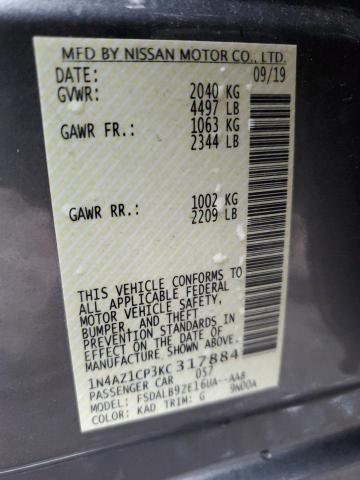 MFD BY NISSAN MOTOR CO., LTD.
DATE: 09/19
GVWR: 2040 KG
4497 LB
GAWR FR.: 1063 KG
2344 LB
GAWR RR.: 1002 KG
2209 LB
THIS VEHICLE CONFORMS TO
ALL APPLICABLE FEDERAL
MOTOR VEHICLE SAFETY,
BUMPER, AND THEFT
PREVENTION STANDARDS IN
EFFECT ON THE DATE OF
MANUFACTURE SHOWN ABOVE.
1N4AZ1CP3KC317884
PASSENGER CAR 057
MODEL: FSDALB9ZE16UA--AA8
COLOR: KAD TRIM: G 9N00A